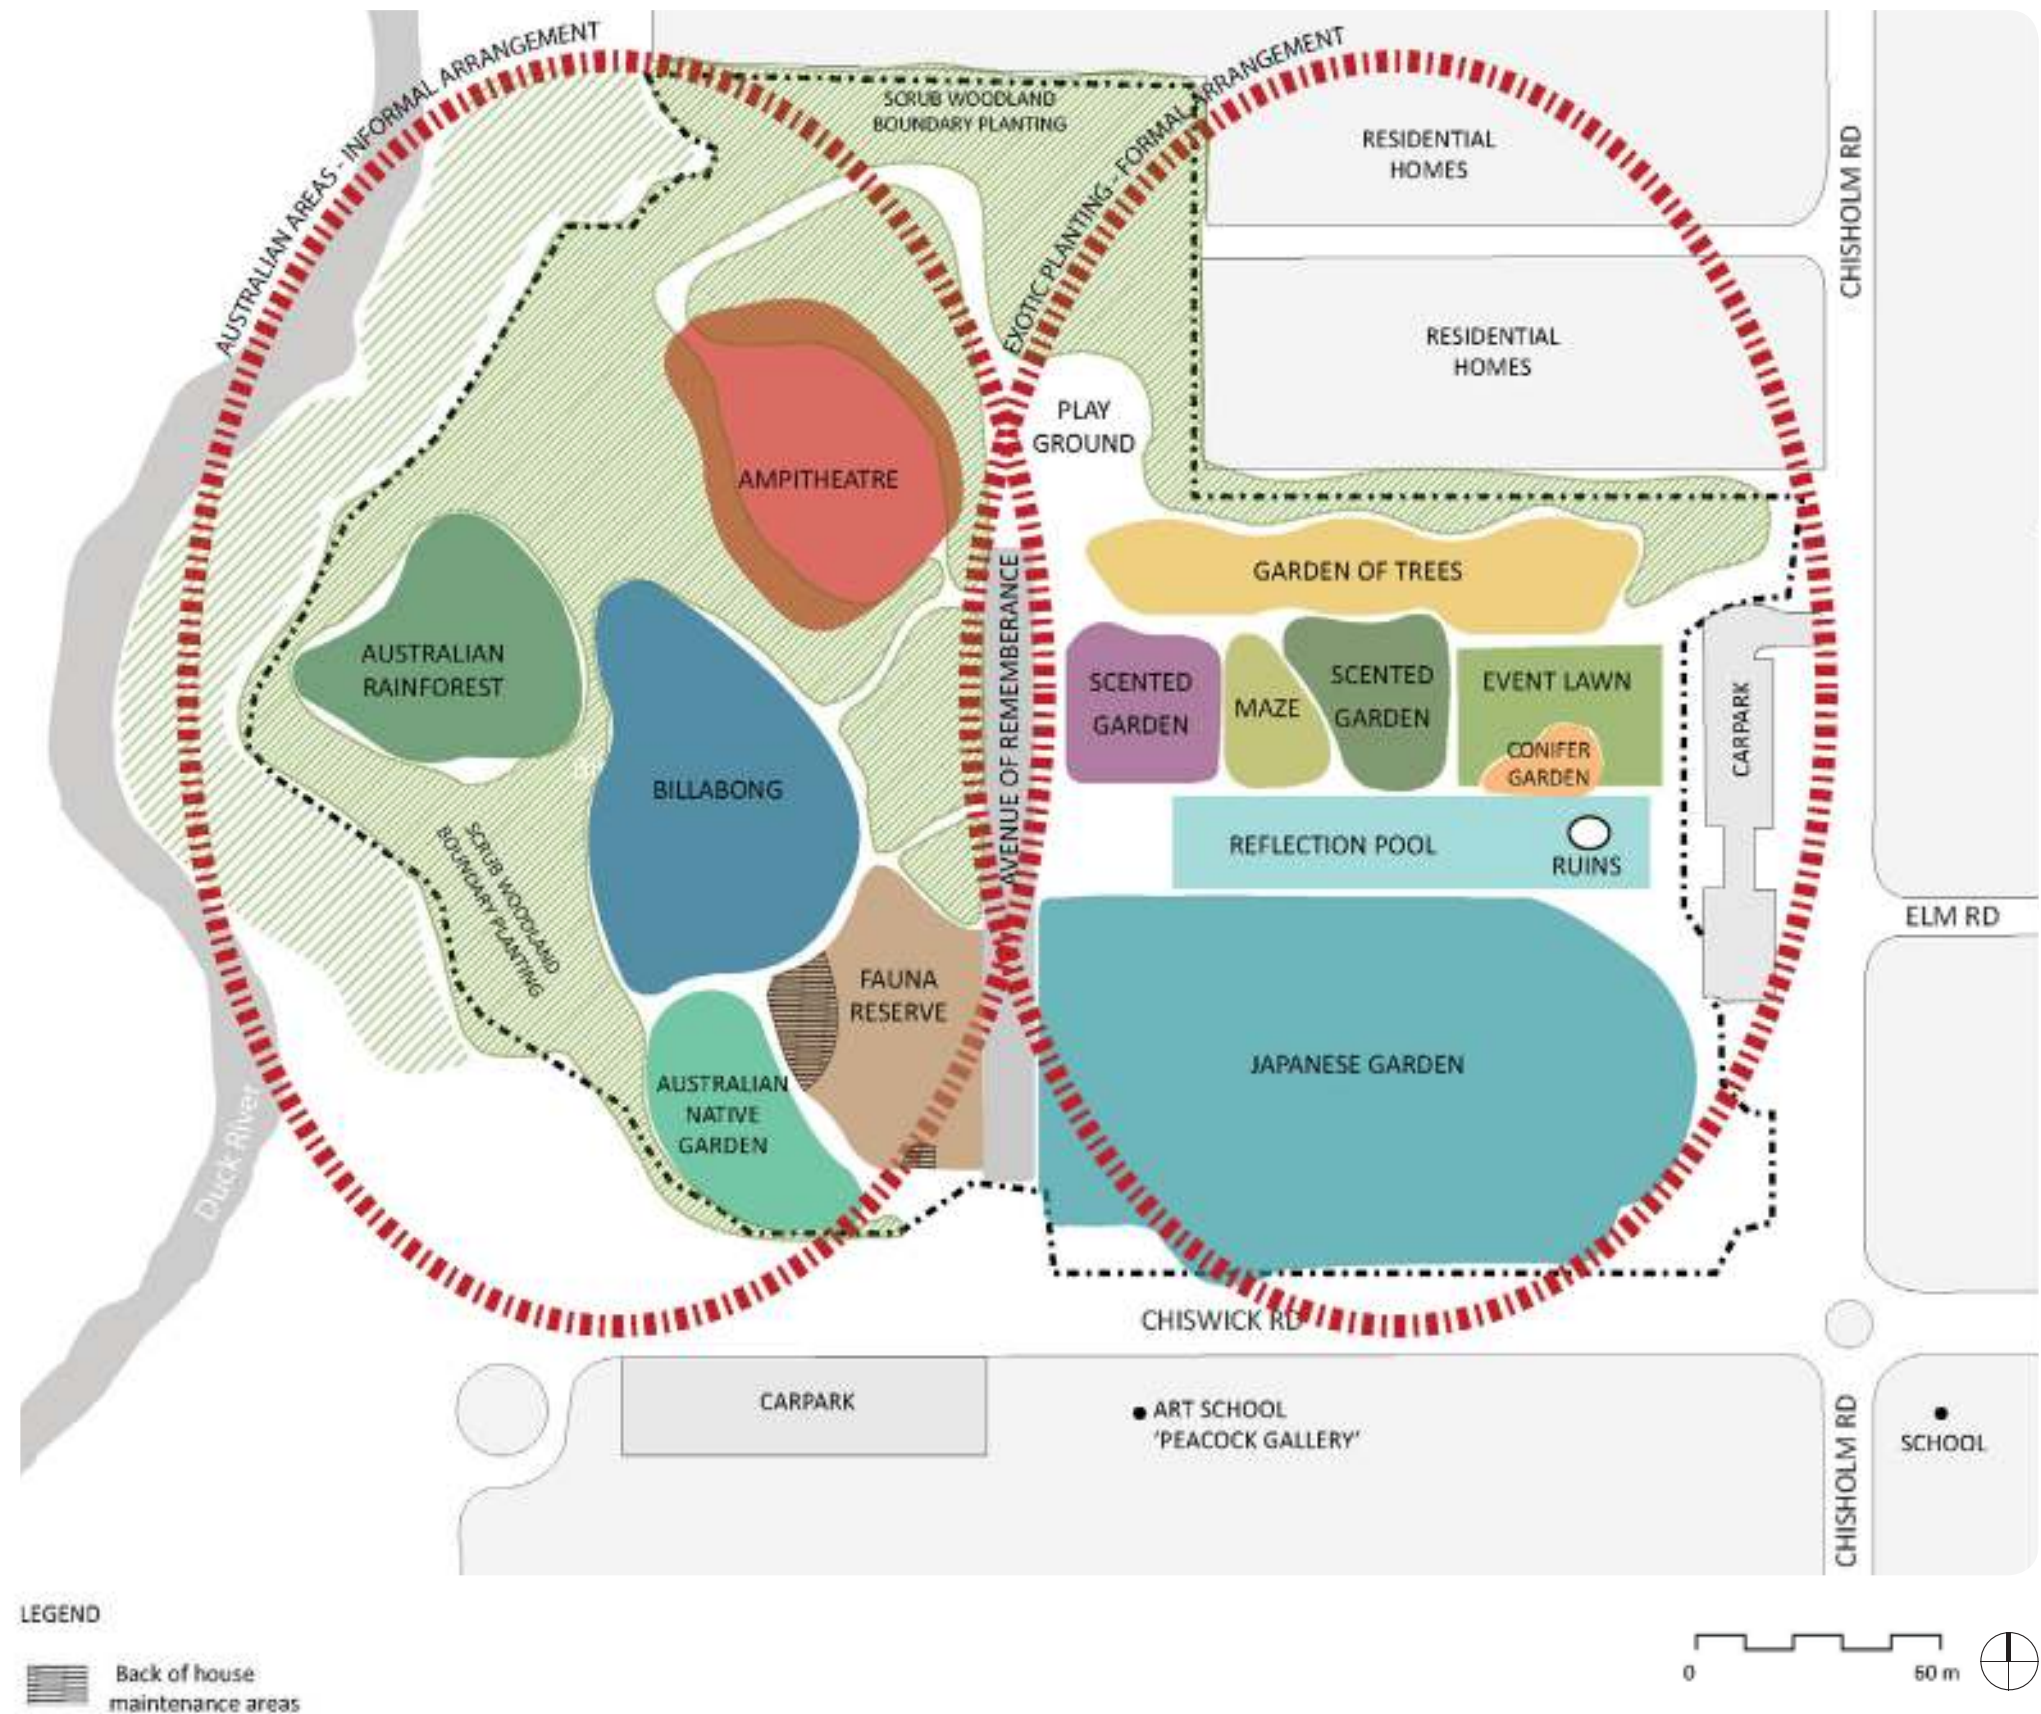 AUSTRALIAN AREAS - INFORMAL ARRANGEMENT
EXOTIC PLANTING - FORMAL ARRANGEMENT
SCRUB WOODLAND
BOUNDARY PLANTING
RESIDENTIAL
HOMES
CHISHOLM RD
RESIDENTIAL
HOMES
PLAY
GROUND
AMPITHEATRE
GARDEN OF TREES
AVENUE OF REMEMBERANCE
AUSTRALIAN
RAINFOREST
SCENTED
GARDEN
MAZE
SCENTED
GARDEN
EVENT LAWN
CONIFER
GARDEN
CARPARK
BILLABONG
REFLECTION POOL
RUINS
SCRUB WOODLAND
BOUNDARY PLANTING
ELM RD
FAUNA
RESERVE
JAPANESE GARDEN
AUSTRALIAN
NATIVE
GARDEN
Duck River
CHISWICK RD
CARPARK
ART SCHOOL
'PEACOCK GALLERY'
CHISHOLM RD
SCHOOL
LEGEND
Back of house
maintenance areas
0
50 m